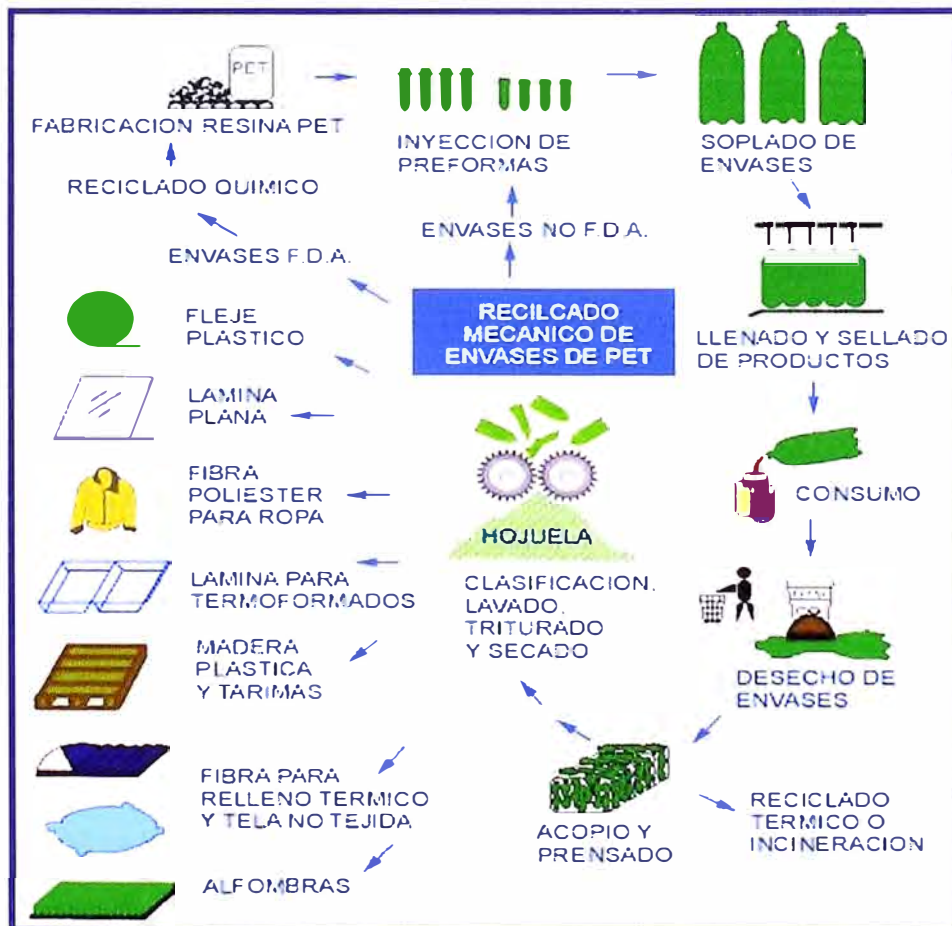 PET
FABRICACION RESINA PET
RECICLADO QUIMICO
ENVASES F.D.A.
INYECCION DE
PREFORMAS
ENVASES NO F.D.A.
SOPLADO DE
ENVASES
RECILCADO
MECANICO DE
ENVASES DE PET
LLENADO Y SELLADO
DE PRODUCTOS
FLEJE
PLASTICO
LAMINA
PLANA
FIBRA
POLIESTER
PARA ROPA
LAMINA PARA
TERMOFORMADOS
MADERA
PLASTICA
Y TARIMAS
FIBRA PARA
RELLENO TERMICO
Y TELA NO TEJIDA
ALFOMBRAS
HOJUELA
CLASIFICACION,
LAVADO,
TRITURADO
Y SECADO
CONSUMO
DESECHO DE
ENVASES
ACOPIO Y
PRENSADO
RECICLADO
TERMICO O
INCINERACION